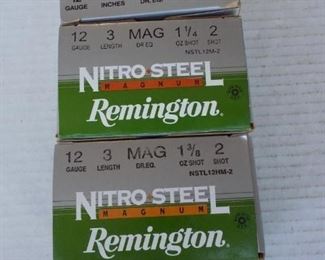 12 3 MAG 1 1/4 2
GAUGE LENGTH DR.EQ. OZ SHOT SHOT
NSTL12M-2
NITRO STEEL
MAGNUM
Remington.
12 3 MAG 1 3/8 2
GAUGE LENGTH DR.EQ. OZ SHOT SHOT
NSTL12HM-2
NITRO STEEL
MAGNUM
Remington.